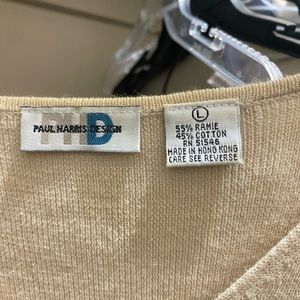 PHD
PAUL HARRIS DESIGN
L
55% RAMIE
45% COTTON
RN 51546
MADE IN HONG KONG
CARE SEE REVERSE